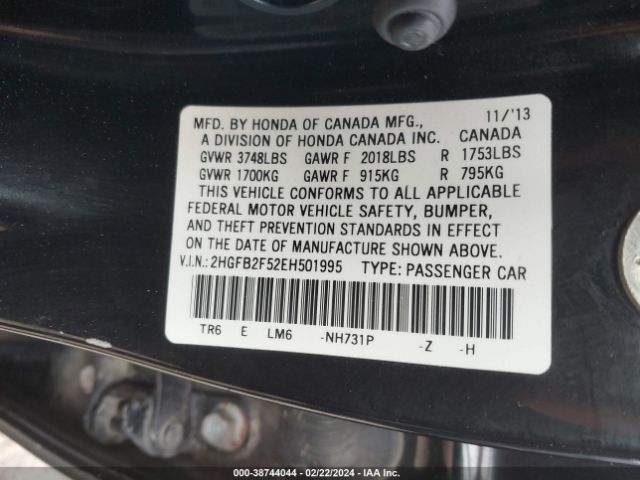 11/'13
MFD. BY HONDA OF CANADA MFG.,
A DIVISION OF HONDA CANADA INC. CANADA
GVWR 3748LBS GAWR F 2018LBS R 1753LBS
GVWR 1700KG GAWR F 915KG R 795KG
THIS VEHICLE CONFORMS TO ALL APPLICABLE
FEDERAL MOTOR VEHICLE SAFETY, BUMPER,
AND THEFT PREVENTION STANDARDS IN EFFECT
ON THE DATE OF MANUFACTURE SHOWN ABOVE.
V.I.N.: 2HGFB2F52EH501995 TYPE: PASSENGER CAR
TR6 E LM6 -NH731P -Z -H
000-38744044 - 02/22/2024 - IAA Inc.